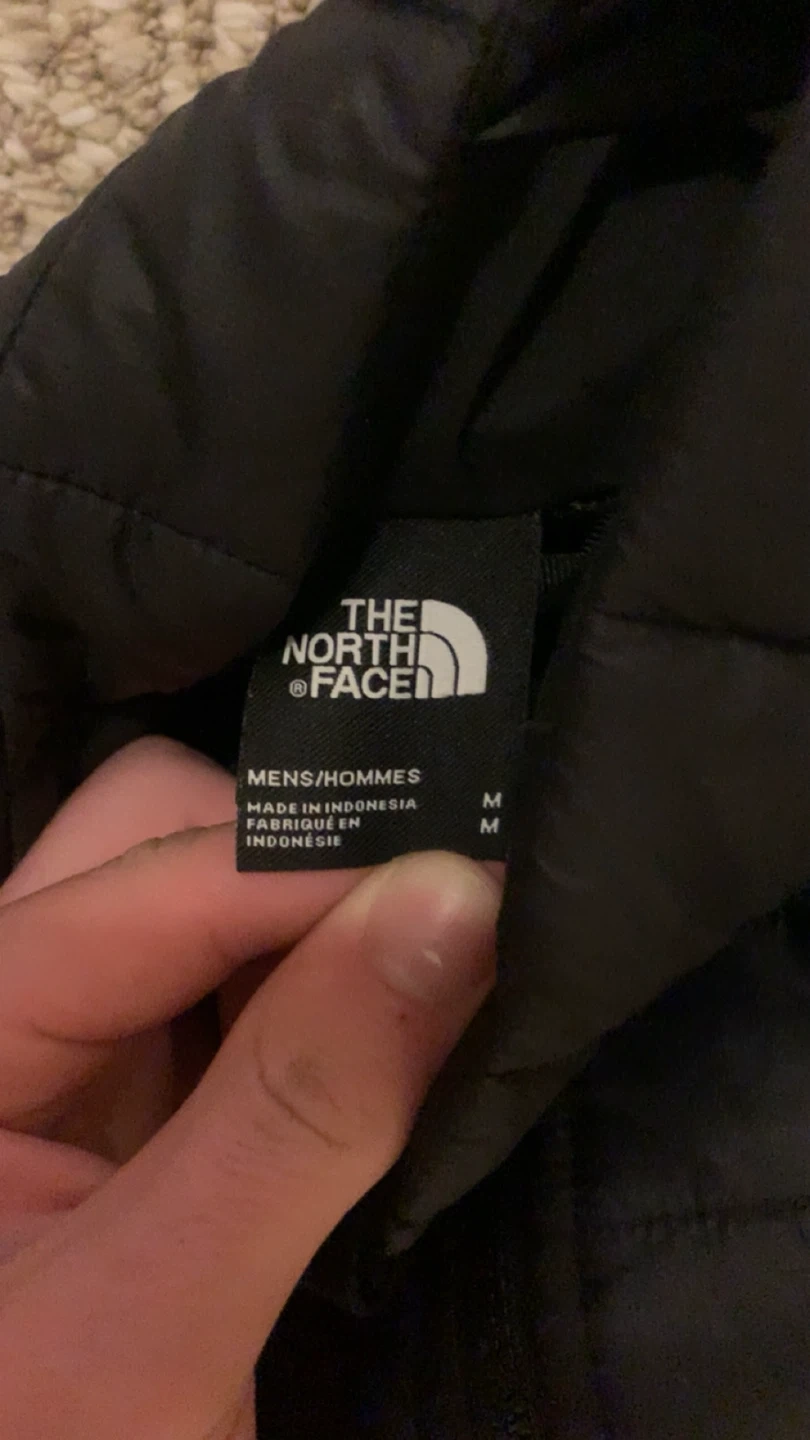 THE
NORTH
®FACE
MENS/HOMMES
MADE IN INDONESIA M
FABRIQUÉ EN M
INDONÉSIE